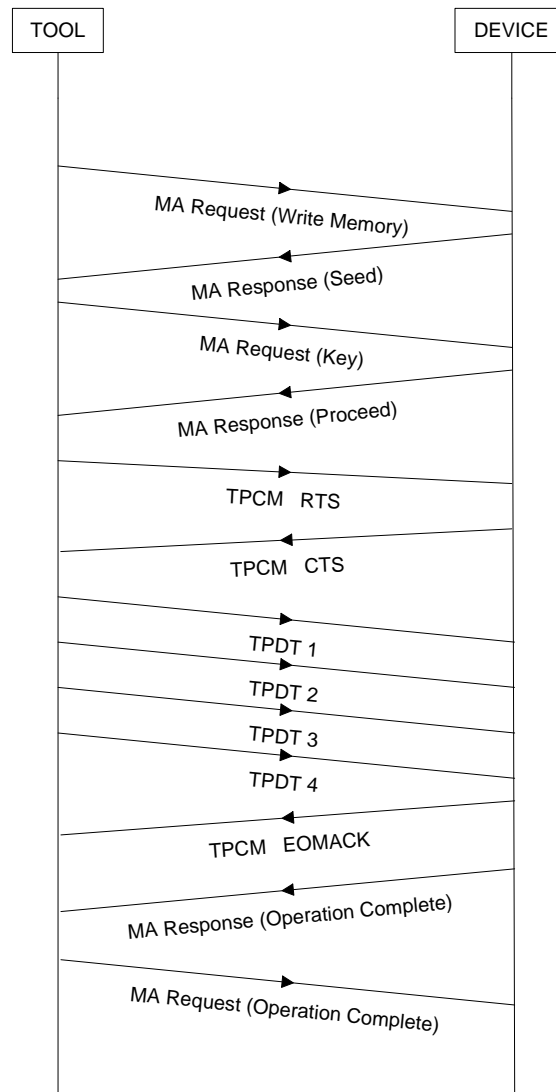 TOOL
DEVICE
MA Request (Write Memory)
MA Response (Seed)
MA Request (Key)
MA Response (Proceed)
TPCM RTS
TPCM CTS
TPDT 1
TPDT 2
TPDT 3
TPDT 4
TPCM EOMACK
MA Response (Operation Complete)
MA Request (Operation Complete)